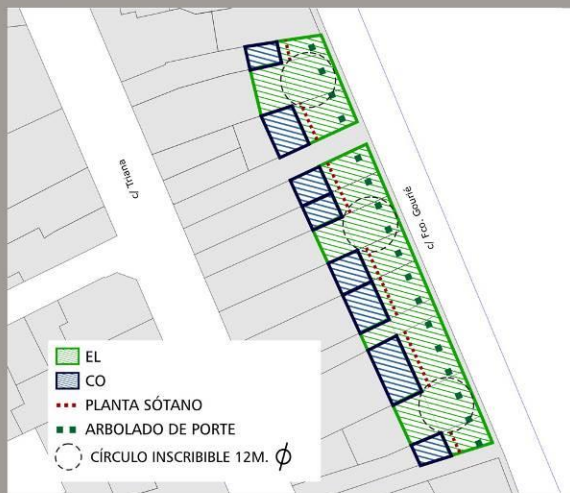 c/ Triana
c/ Fco. Gourié
EL
CO
PLANTA SÓTANO
ARBOLADO DE PORTE
CÍRCULO INSCRIBIBLE 12M. ϕ